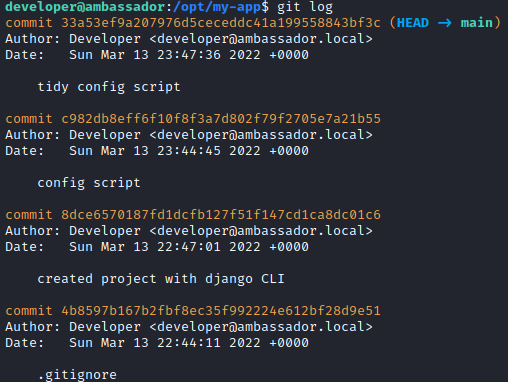 developer@ambassador:/opt/my-app$ git log
commit 33a53ef9a207976d5ceceddc41a199558843bf3c (HEAD → main)
Author: Developer <developer@ambassador.local>
Date:   Sun Mar 13 23:47:36 2022 +0000
    tidy config script
commit c982db8eff6f10f8f3a7d802f79f2705e7a21b55
Author: Developer <developer@ambassador.local>
Date:   Sun Mar 13 23:44:45 2022 +0000
    config script
commit 8dce6570187fd1dcfb127f51f147cd1ca8dc01c6
Author: Developer <developer@ambassador.local>
Date:   Sun Mar 13 22:47:01 2022 +0000
    created project with django CLI
commit 4b8597b167b2fbf8ec35f992224e612bf28d9e51
Author: Developer <developer@ambassador.local>
Date:   Sun Mar 13 22:44:11 2022 +0000
    .gitignore